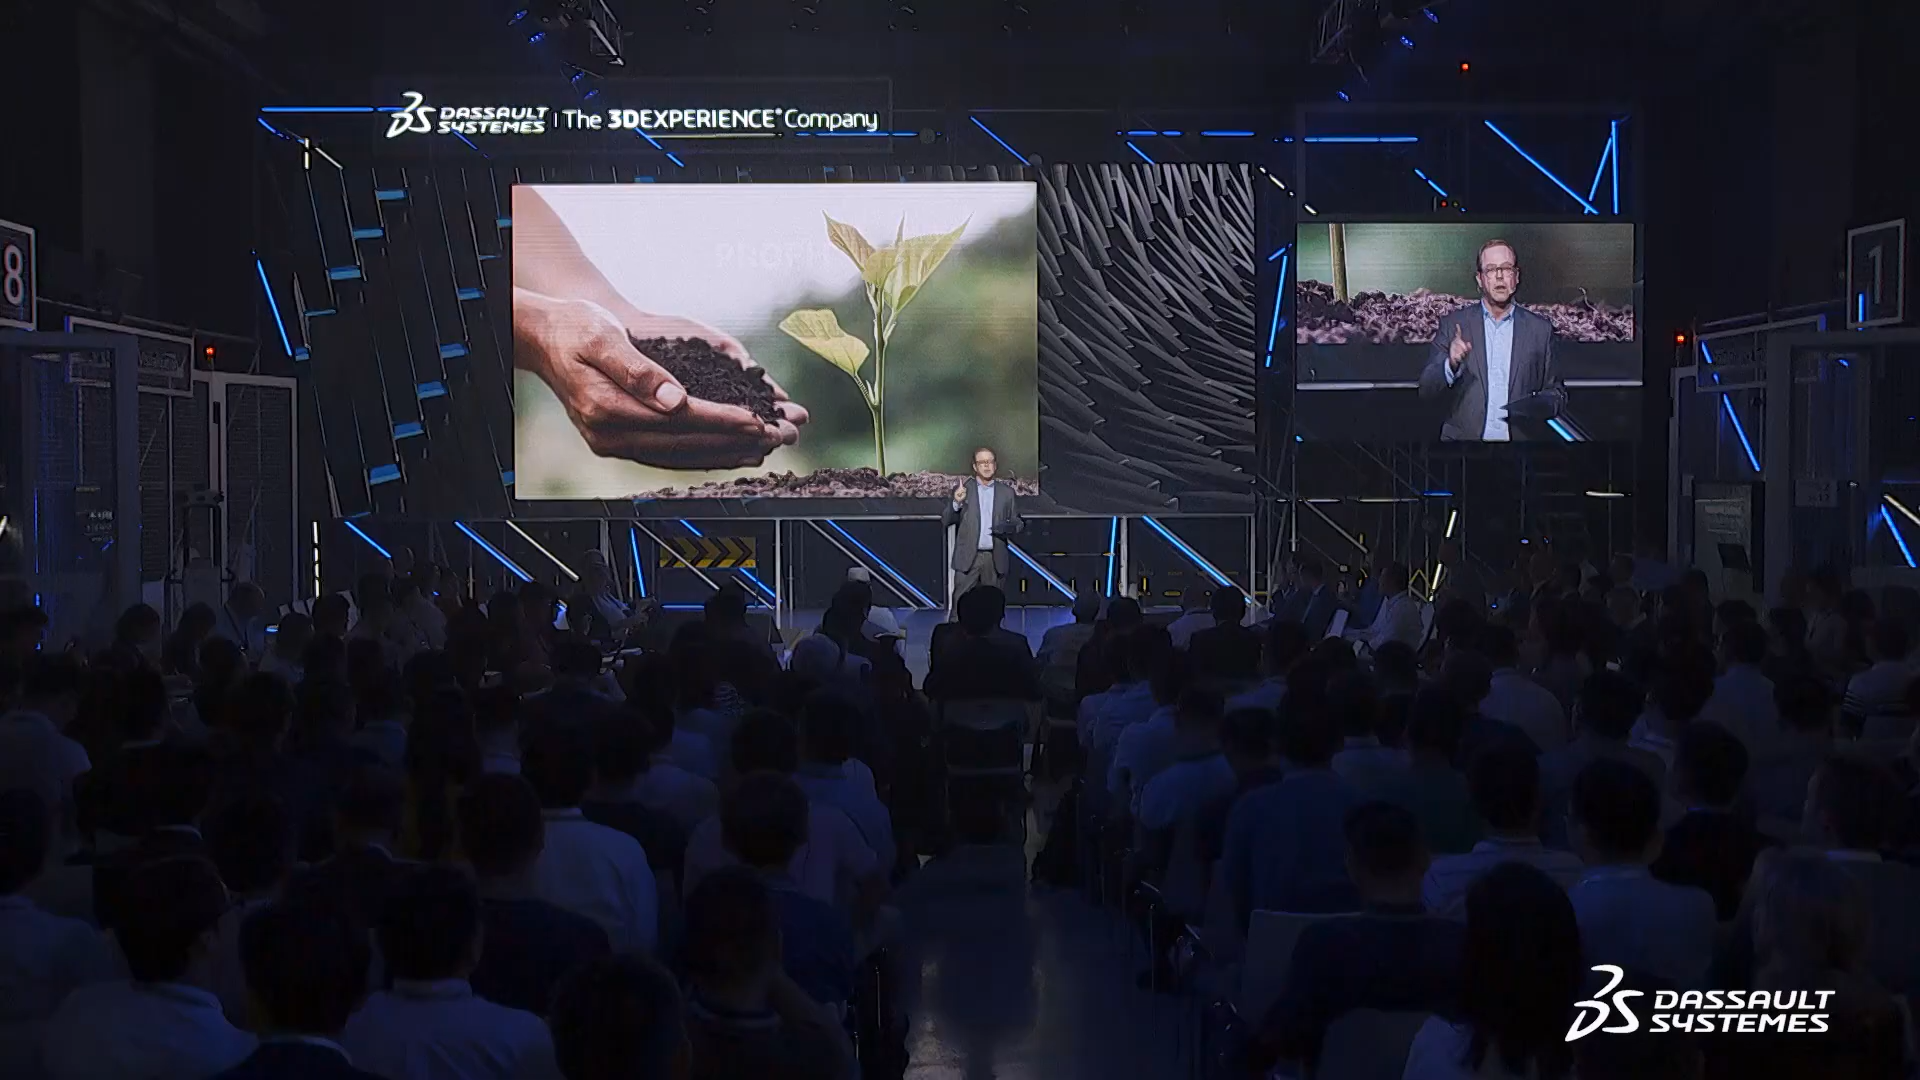 DASSAULT SYSTEMES | The 3DEXPERIENCE® Company
8
1
DASSAULT
SYSTEMES